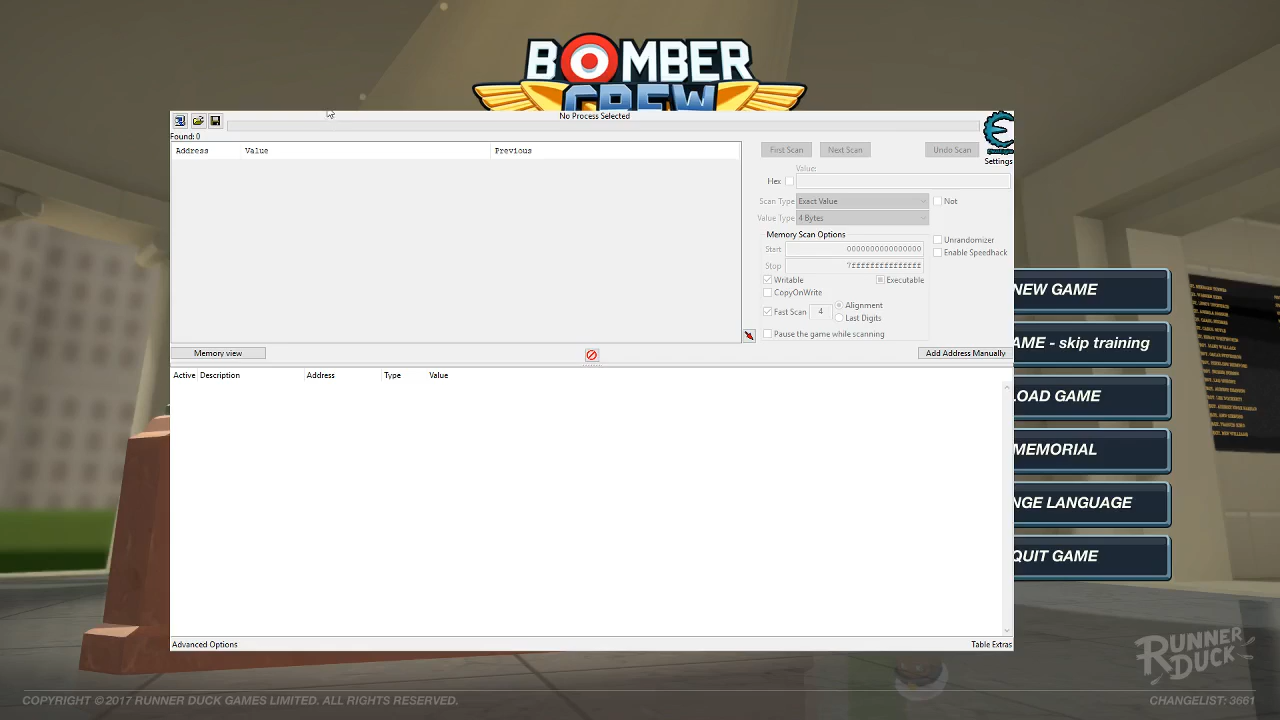 BOMBER
CREW
No Process Selected
Found: 0
Address Value Previous
First Scan Next Scan Undo Scan
Settings
Value:
Hex
Scan Type Exact Value Not
Value Type 4 Bytes
Memory Scan Options
Start 0000000000000000
Unrandomizer
Enable Speedhack
Stop 7fffffffffffffff
Writable Executable
CopyOnWrite
Fast Scan 4 Alignment
Last Digits
Pause the game while scanning
Memory view Add Address Manually
Active Description Address Type Value
NEW GAME
AME - skip training
LOAD GAME
MEMORIAL
NGE LANGUAGE
QUIT GAME
Advanced Options Table Extras
RUNNER
DUCK
COPYRIGHT © 2017 RUNNER DUCK GAMES LIMITED. ALL RIGHTS RESERVED. CHANGELIST: 3661